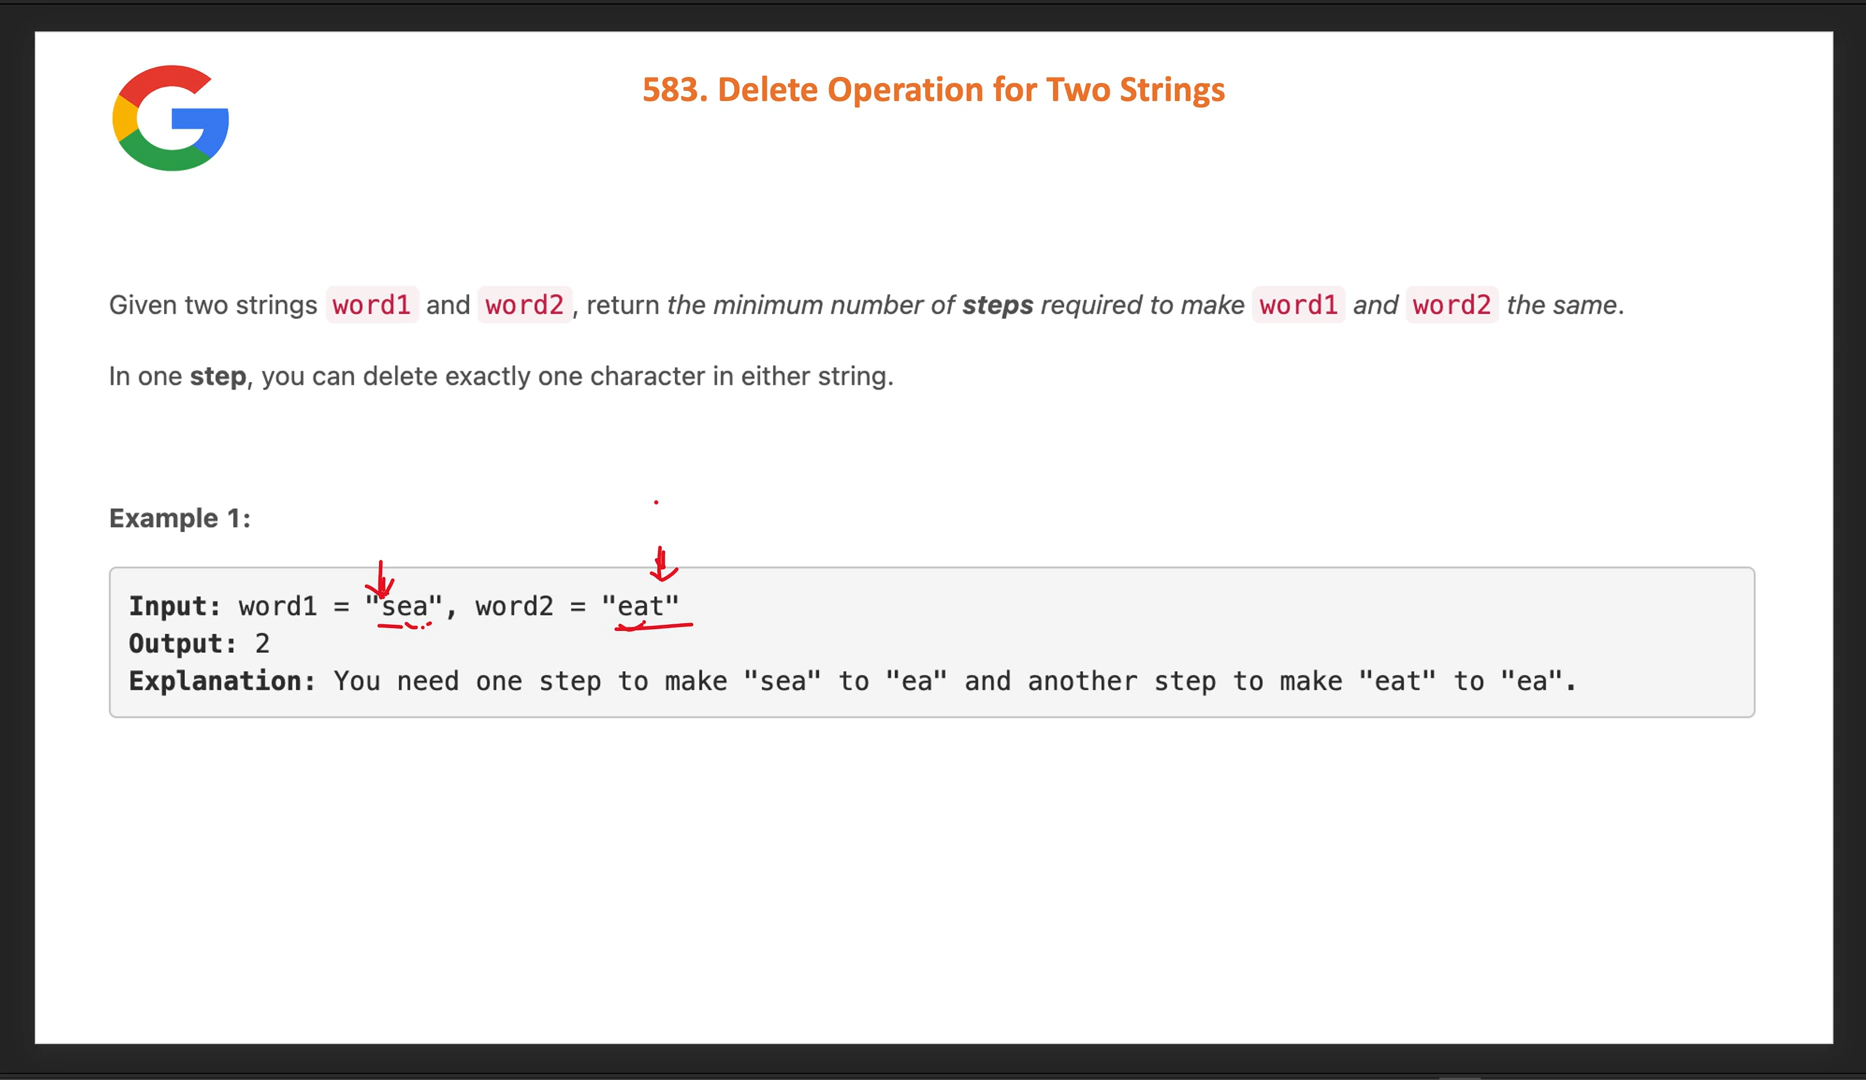 583. Delete Operation for Two Strings
Given two strings word1 and word2, return the minimum number of steps required to make word1 and word2 the same.
In one step, you can delete exactly one character in either string.
Example 1:
Input: word1 = "sea", word2 = "eat"
Output: 2
Explanation: You need one step to make "sea" to "ea" and another step to make "eat" to "ea".